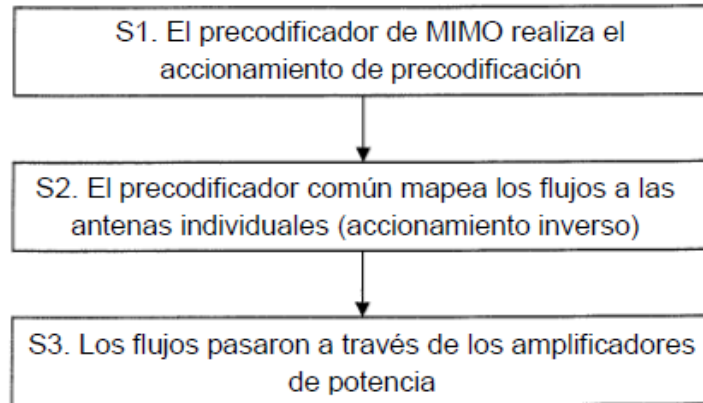 S1. El precodificador de MIMO realiza el
accionamiento de precodificación
S2. El precodificador común mapea los flujos a las
antenas individuales (accionamiento inverso)
S3. Los flujos pasaron a través de los amplificadores
de potencia